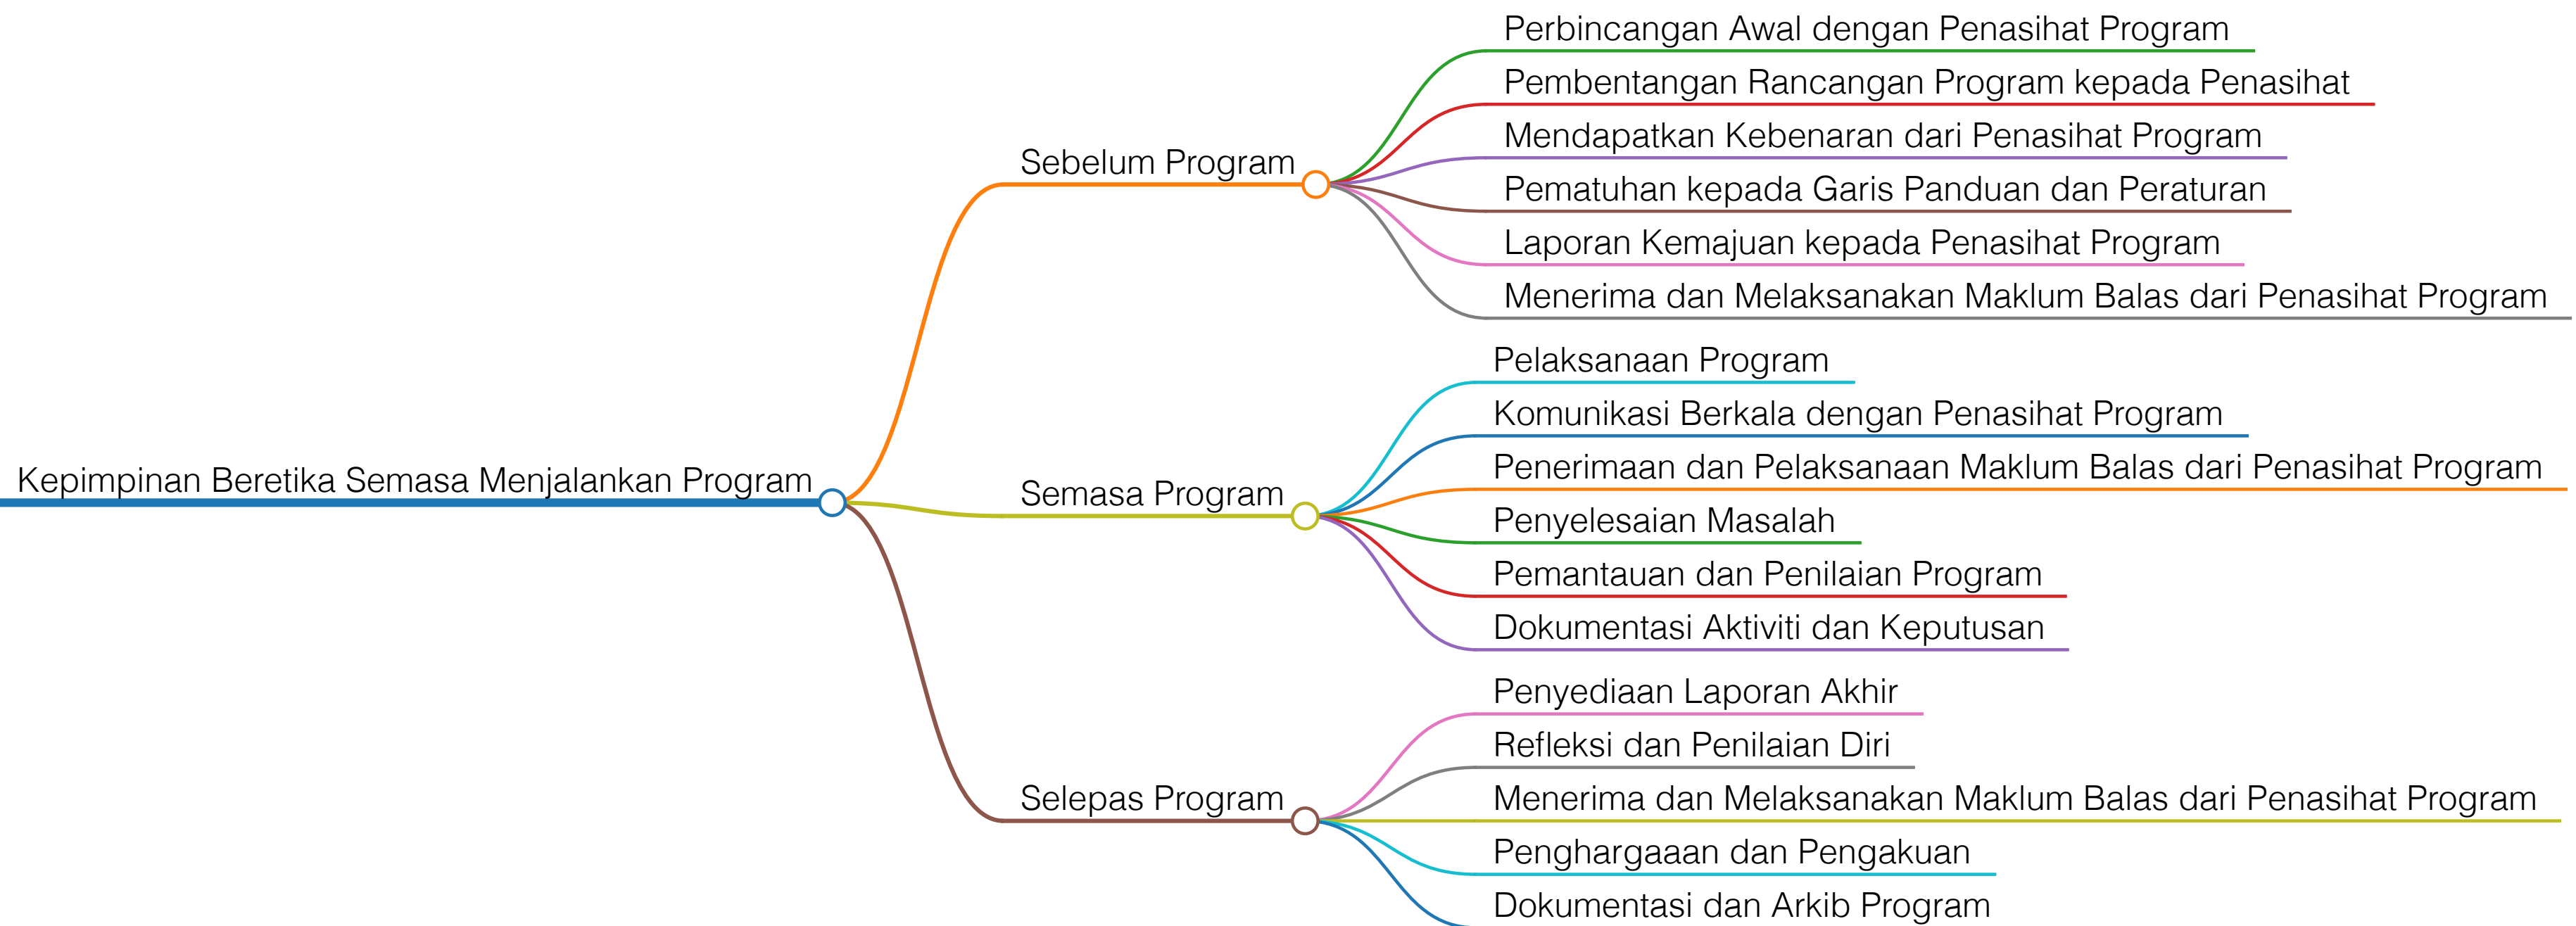 Kepimpinan Beretika Semasa Menjalankan Program
Sebelum Program
Perbincangan Awal dengan Penasihat Program
Pembentangan Rancangan Program kepada Penasihat
Mendapatkan Kebenaran dari Penasihat Program
Pematuhan kepada Garis Panduan dan Peraturan
Laporan Kemajuan kepada Penasihat Program
Menerima dan Melaksanakan Maklum Balas dari Penasihat Program
Semasa Program
Pelaksanaan Program
Komunikasi Berkala dengan Penasihat Program
Penerimaan dan Pelaksanaan Maklum Balas dari Penasihat Program
Penyelesaian Masalah
Pemantauan dan Penilaian Program
Dokumentasi Aktiviti dan Keputusan
Selepas Program
Penyediaan Laporan Akhir
Refleksi dan Penilaian Diri
Menerima dan Melaksanakan Maklum Balas dari Penasihat Program
Penghargaaan dan Pengakuan
Dokumentasi dan Arkib Program